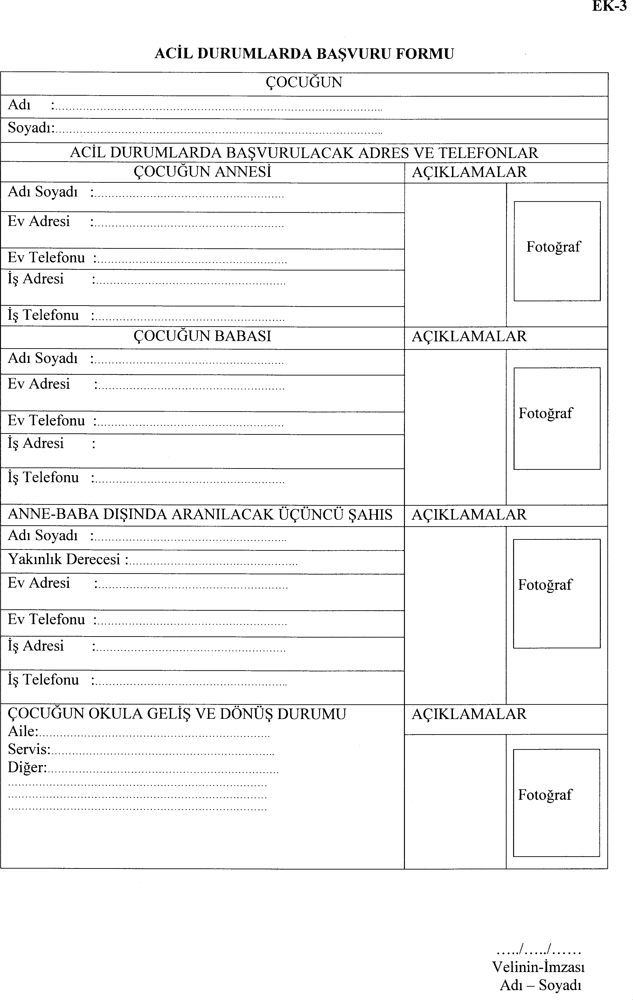 EK-3
ACİL DURUMLARDA BAŞVURU FORMU
ÇOCUĞUN
Adı :..........................................................................................
Soyadı:..........................................................................................
ACİL DURUMLARDA BAŞVURULACAK ADRES VE TELEFONLAR
ÇOCUĞUN ANNESİ AÇIKLAMALAR
Adı Soyadı :....................................................
Ev Adresi :....................................................
Fotoğraf
Ev Telefonu :....................................................
İş Adresi :....................................................
İş Telefonu :....................................................
ÇOCUĞUN BABASI AÇIKLAMALAR
Adı Soyadı :....................................................
Ev Adresi :....................................................
Fotoğraf
Ev Telefonu :....................................................
İş Adresi :
İş Telefonu :....................................................
ANNE-BABA DIŞINDA ARANILACAK ÜÇÜNCÜ ŞAHIS AÇIKLAMALAR
Adı Soyadı :....................................................
Yakınlık Derecesi :..............................................
Ev Adresi :....................................................
Fotoğraf
Ev Telefonu :....................................................
İş Adresi :....................................................
İş Telefonu :....................................................
ÇOCUĞUN OKULA GELİŞ VE DÖNÜŞ DURUMU AÇIKLAMALAR
Aile:................................................................
Servis:..............................................................
Diğer:...............................................................
........................................................................
Fotoğraf
........................................................................
........................................................................
...../...../......
Velinin-İmzası
Adı – Soyadı